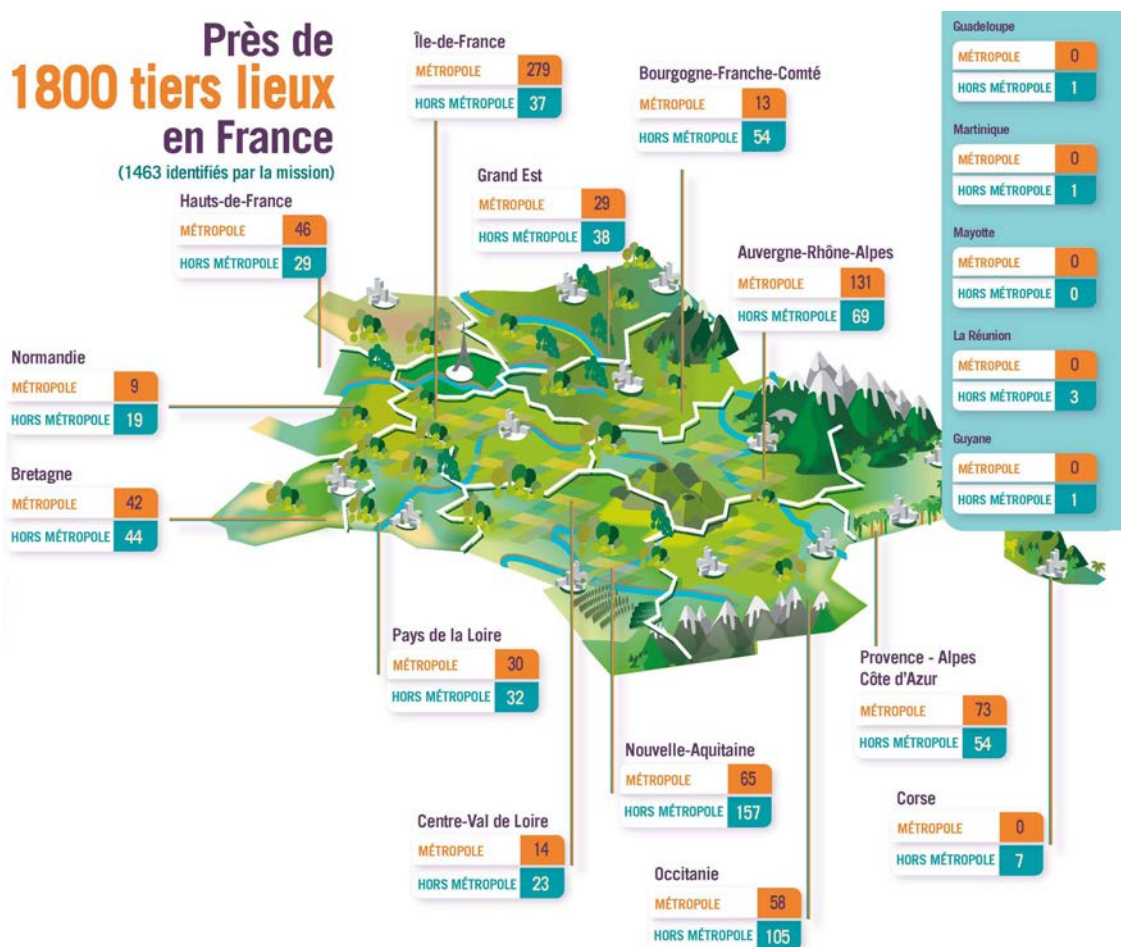 Près de
1800 tiers lieux
en France
(1463 identifiés par la mission)
Île-de-France
MÉTROPOLE 279
HORS MÉTROPOLE 37
Bourgogne-Franche-Comté
MÉTROPOLE 13
HORS MÉTROPOLE 54
Hauts-de-France
MÉTROPOLE 46
HORS MÉTROPOLE 29
Grand Est
MÉTROPOLE 29
HORS MÉTROPOLE 38
Auvergne-Rhône-Alpes
MÉTROPOLE 131
HORS MÉTROPOLE 69
Normandie
MÉTROPOLE 9
HORS MÉTROPOLE 19
Bretagne
MÉTROPOLE 42
HORS MÉTROPOLE 44
Pays de la Loire
MÉTROPOLE 30
HORS MÉTROPOLE 32
Nouvelle-Aquitaine
MÉTROPOLE 65
HORS MÉTROPOLE 157
Centre-Val de Loire
MÉTROPOLE 14
HORS MÉTROPOLE 23
Occitanie
MÉTROPOLE 58
HORS MÉTROPOLE 105
Provence - Alpes
Côte d'Azur
MÉTROPOLE 73
HORS MÉTROPOLE 54
Corse
MÉTROPOLE 0
HORS MÉTROPOLE 7
Guadeloupe
MÉTROPOLE 0
HORS MÉTROPOLE 1
Martinique
MÉTROPOLE 0
HORS MÉTROPOLE 1
Mayotte
MÉTROPOLE 0
HORS MÉTROPOLE 0
La Réunion
MÉTROPOLE 0
HORS MÉTROPOLE 3
Guyane
MÉTROPOLE 0
HORS MÉTROPOLE 1